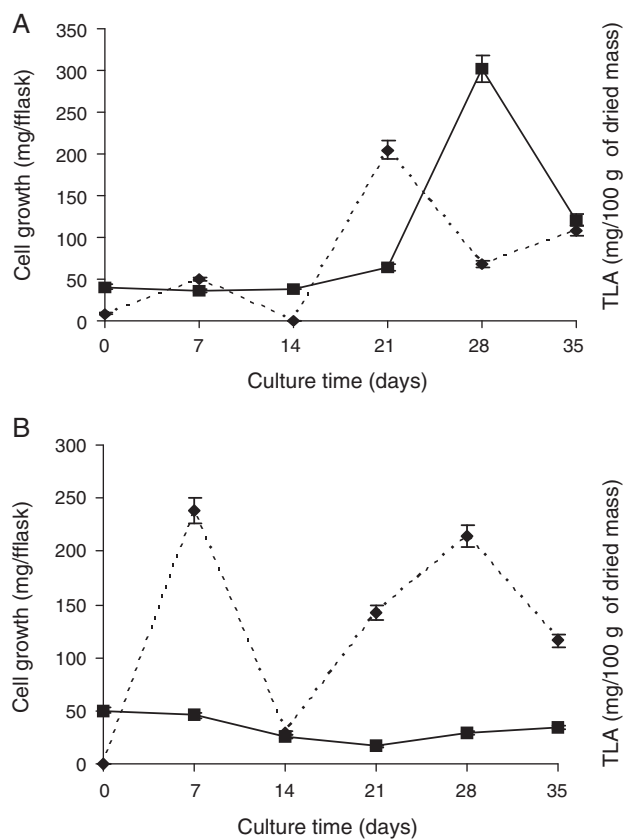 A
Cell growth (mg/fflask)
350
300
250
200
150
100
50
0
0 7 14 21 28 35
Culture time (days)
TLA (mg/100 g of dried mass)
B
Cell growth (mg/fflask)
300
250
200
150
100
50
0
0 7 14 21 28 35
Culture time (days)
TLA (mg/100 g of dried mass)